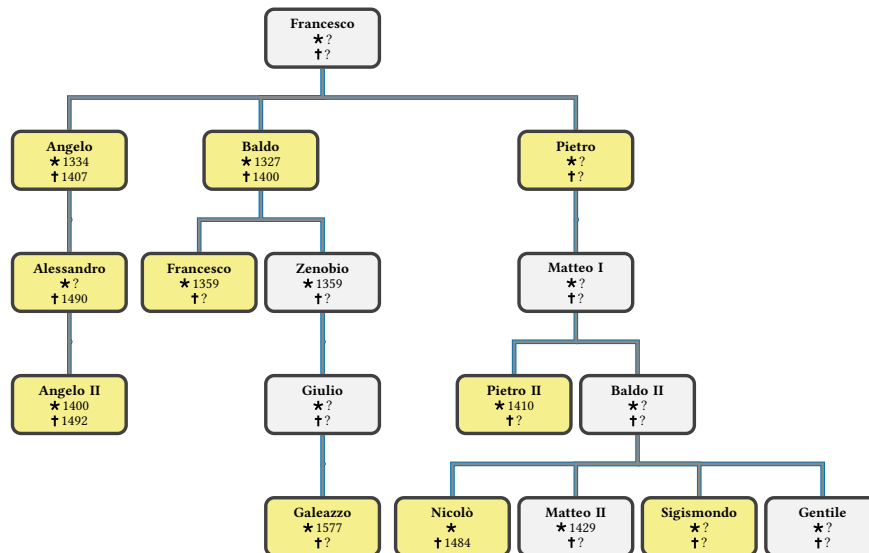 Francesco
★ ?
✝ ?
Angelo
★ 1334
✝ 1407
Baldo
★ 1327
✝ 1400
Pietro
★ ?
✝ ?
Alessandro
★ ?
✝ 1490
Francesco
★ 1359
✝ ?
Zenobio
★ 1359
✝ ?
Matteo I
★ ?
✝ ?
Angelo II
★ 1400
✝ 1492
Giulio
★ ?
✝ ?
Pietro II
★ 1410
✝ ?
Baldo II
★ ?
✝ ?
Galeazzo
★ 1577
✝ ?
Nicolò
★
✝ 1484
Matteo II
★ 1429
✝ ?
Sigismondo
★ ?
✝ ?
Gentile
★ ?
✝ ?